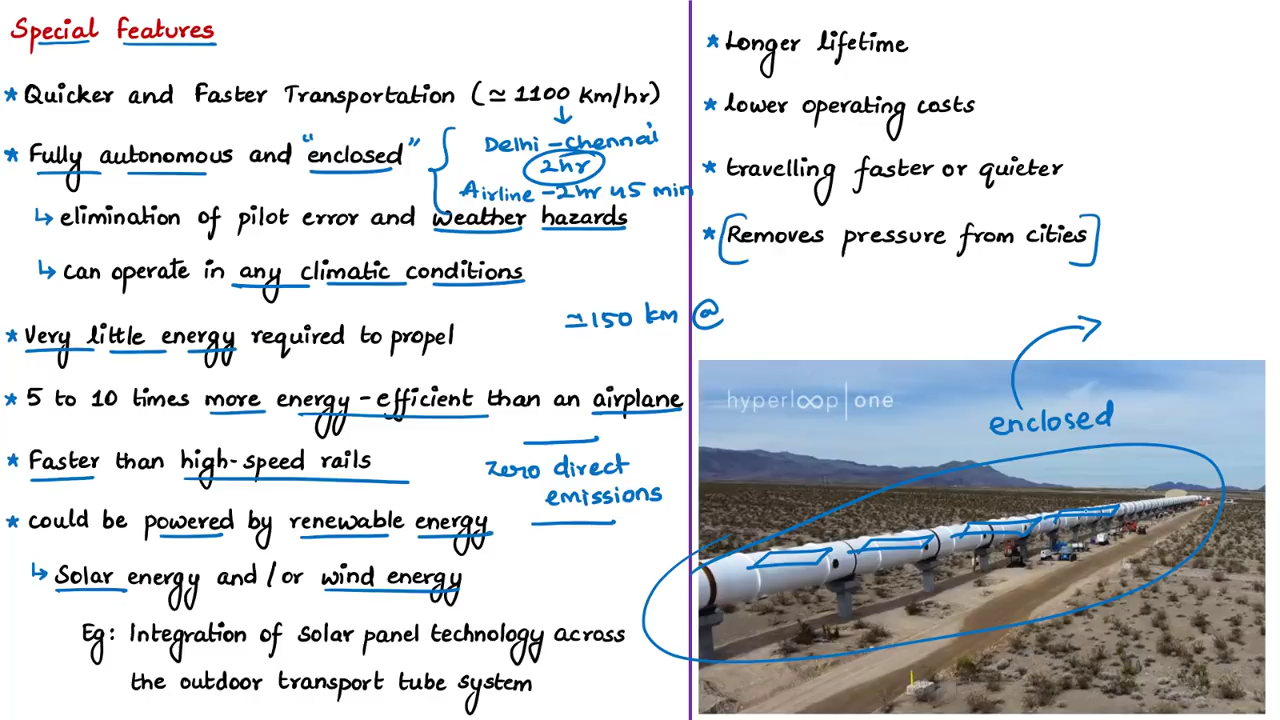 Special Features
* Quicker and Faster Transportation (≃ 1100 Km/hr)
Delhi - Chennai
2hr
Airline - 2hr 45 min
* Fully autonomous and "enclosed"
↳ elimination of pilot error and weather hazards
↳ can operate in any climatic conditions
≃150 km @
* Very little energy required to propel
* 5 to 10 times more energy-efficient than an airplane
* Faster than high-speed rails
zero direct
emissions
* could be powered by renewable energy
↳ Solar energy and/or wind energy
Eg: Integration of solar panel technology across
the outdoor transport tube system
* Longer lifetime
* lower operating costs
* travelling faster or quieter
* [Removes pressure from cities]
hyperloop | one
enclosed